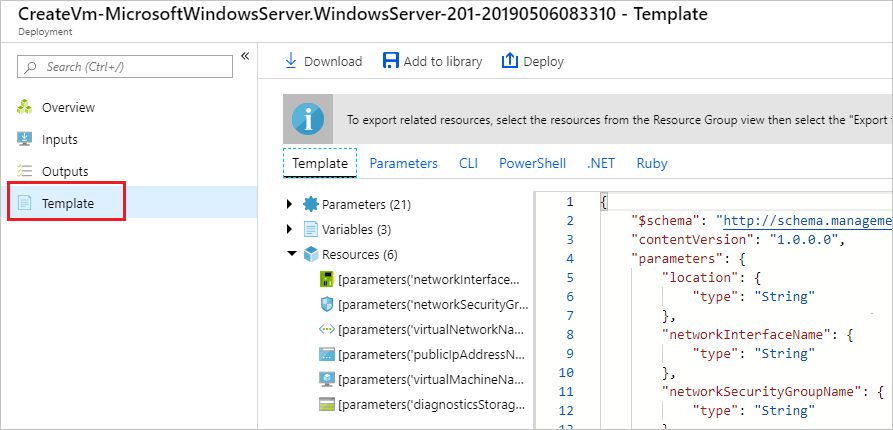 CreateVm-MicrosoftWindowsServer.WindowsServer-201-20190506083310 - Template
Deployment
Search (Ctrl+/)
«
Overview
Inputs
Outputs
Template
Download
Add to library
Deploy
To export related resources, select the resources from the Resource Group view then select the "Export
Template
Parameters
CLI
PowerShell
.NET
Ruby
Parameters (21)
Variables (3)
Resources (6)
[parameters('networkInterface...
[parameters('networkSecurityGr...
[parameters('virtualNetworkNa...
[parameters('publicIpAddressN...
[parameters('virtualMachineNa...
[parameters('diagnosticsStorag...
1 {
2 "$schema": "http://schema.manageme
3 "contentVersion": "1.0.0.0",
4 "parameters": {
5 "location": {
6 "type": "String"
7 },
8 "networkInterfaceName": {
9 "type": "String"
10 },
11 "networkSecurityGroupName": {
12 "type": "String"